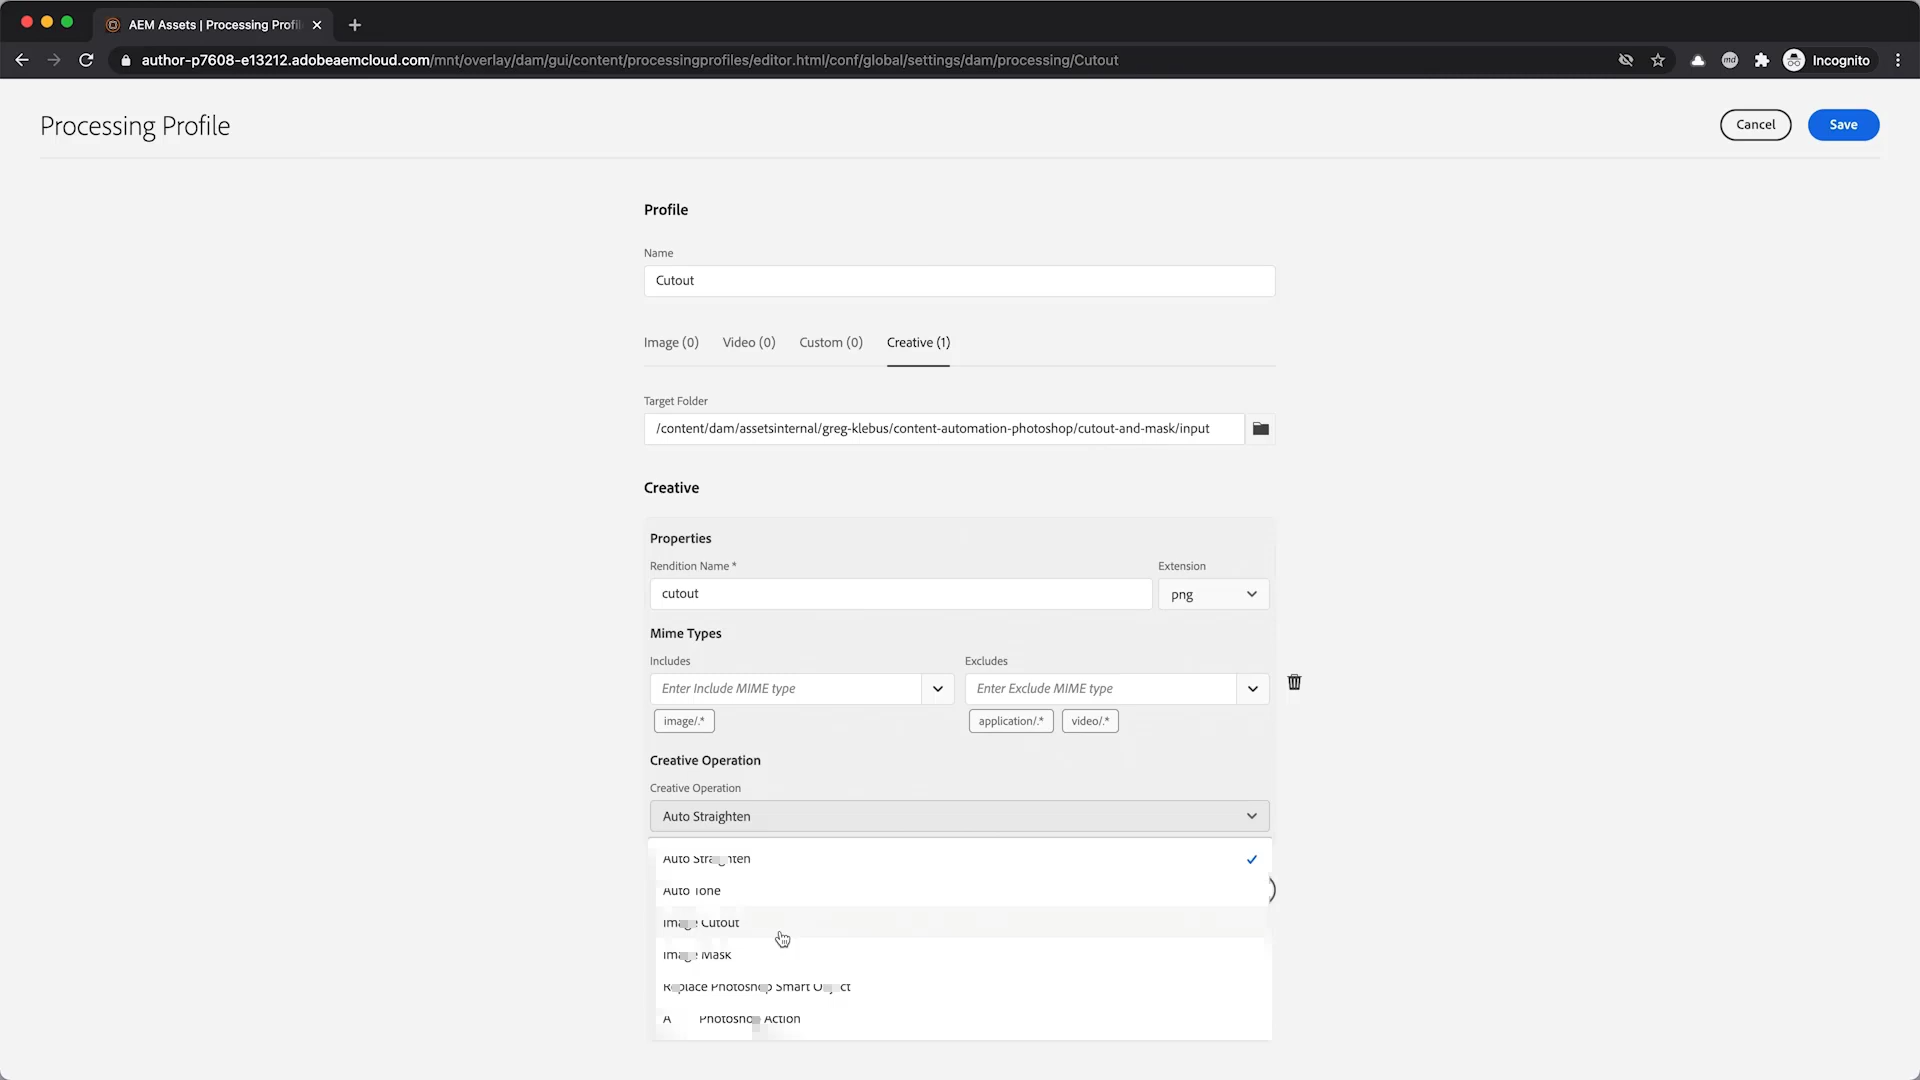 AEM Assets | Processing Profil
author-p7608-e13212.adobeaemcloud.com/mnt/overlay/dam/gui/content/processingprofiles/editor.html/conf/global/settings/dam/processing/Cutout
md
Incognito
Processing Profile
Cancel
Save
Profile
Name
Cutout
Image (0) Video (0) Custom (0) Creative (1)
Target Folder
/content/dam/assetsinternal/greg-klebus/content-automation-photoshop/cutout-and-mask/input
Creative
Properties
Rendition Name * Extension
cutout png
Mime Types
Includes Excludes
Enter Include MIME type Enter Exclude MIME type
image/.* application/.* video/.*
Creative Operation
Creative Operation
Auto Straighten
Auto Straighten
Auto Tone
Image Cutout
Image Mask
Replace Photoshop Smart Object
Photoshop Action